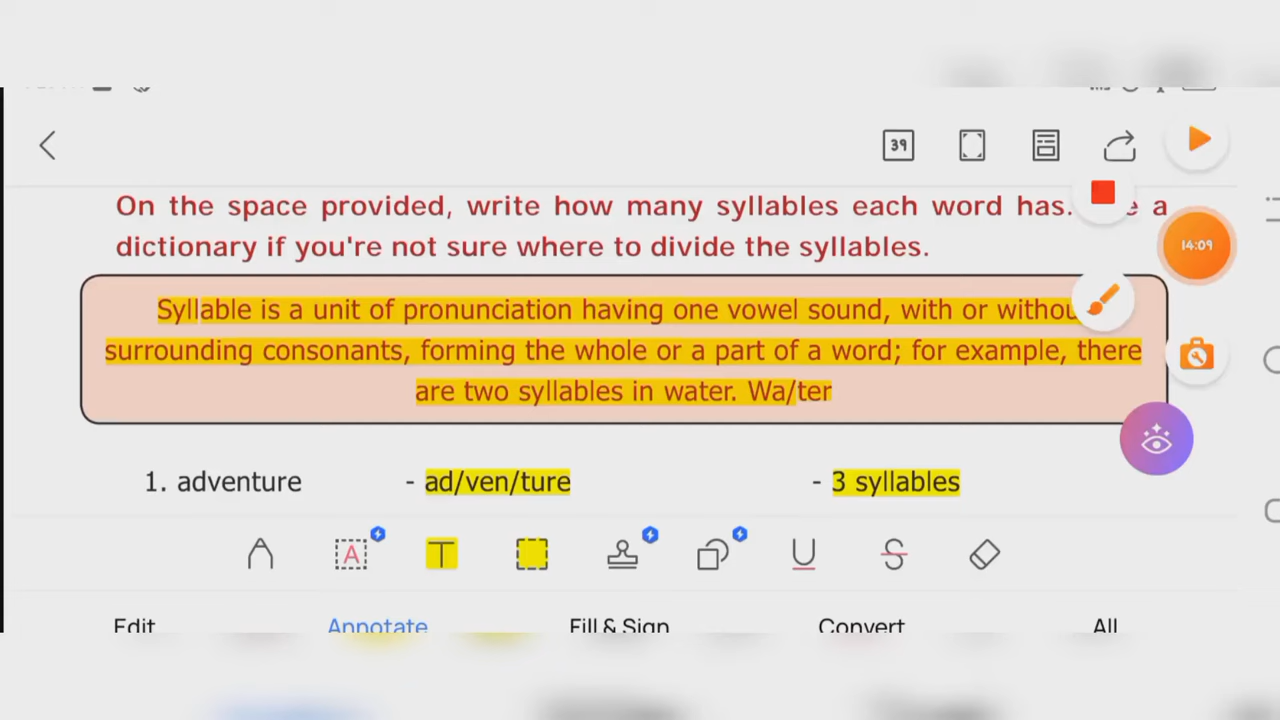 39
On the space provided, write how many syllables each word has. a
14:09
dictionary if you're not sure where to divide the syllables.
Syllable is a unit of pronunciation having one vowel sound, with or
surrounding consonants, forming the whole or a part of a word; for example, there
are two syllables in water. Wa/ter
1. adventure - ad/ven/ture - 3 syllables
A T U S
Edit Annotate Fill & Sign Convert All